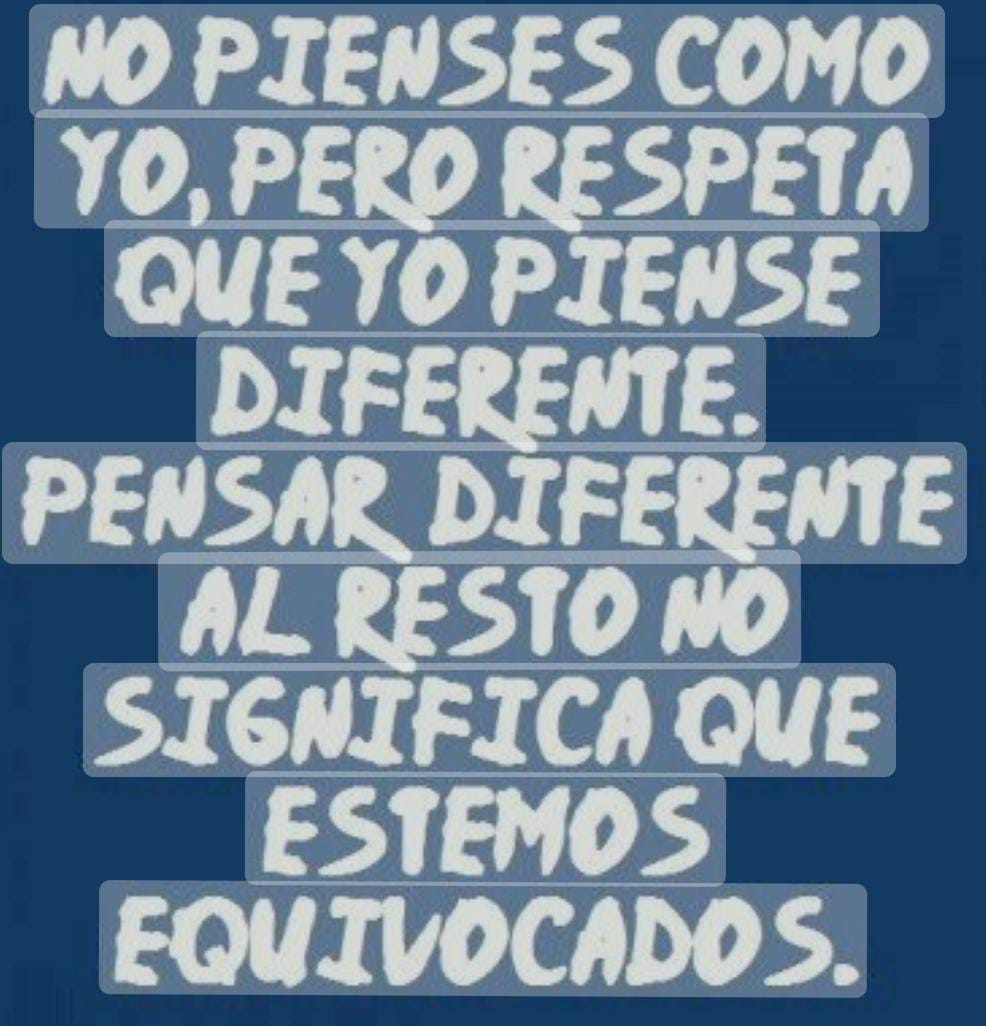 NO PIENSES COMO
YO, PERO RESPETA
QUE YO PIENSE
DIFERENTE.
PENSAR DIFERENTE
AL RESTO NO
SIGNIFICA QUE
ESTEMOS
EQUIVOCADOS.